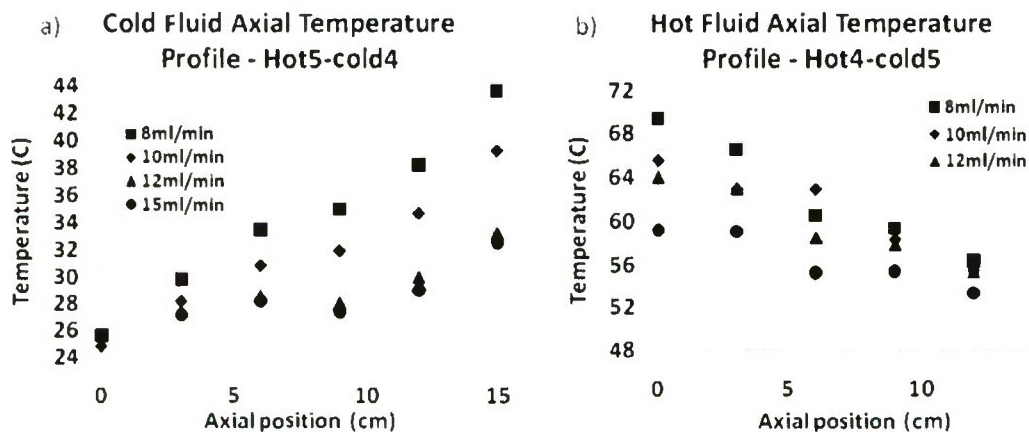 a) Cold Fluid Axial Temperature
Profile - Hot5-cold4
Temperature (C)
44
42
40
38
36
34
32
30
28
26
24
8ml/min
10ml/min
12ml/min
15ml/min
0 5 10 15
Axial position (cm)
b) Hot Fluid Axial Temperature
Profile - Hot4-cold5
Temperature (C)
72
68
64
60
56
52
48
8ml/min
10ml/min
12ml/min
0 5 10
Axial position (cm)